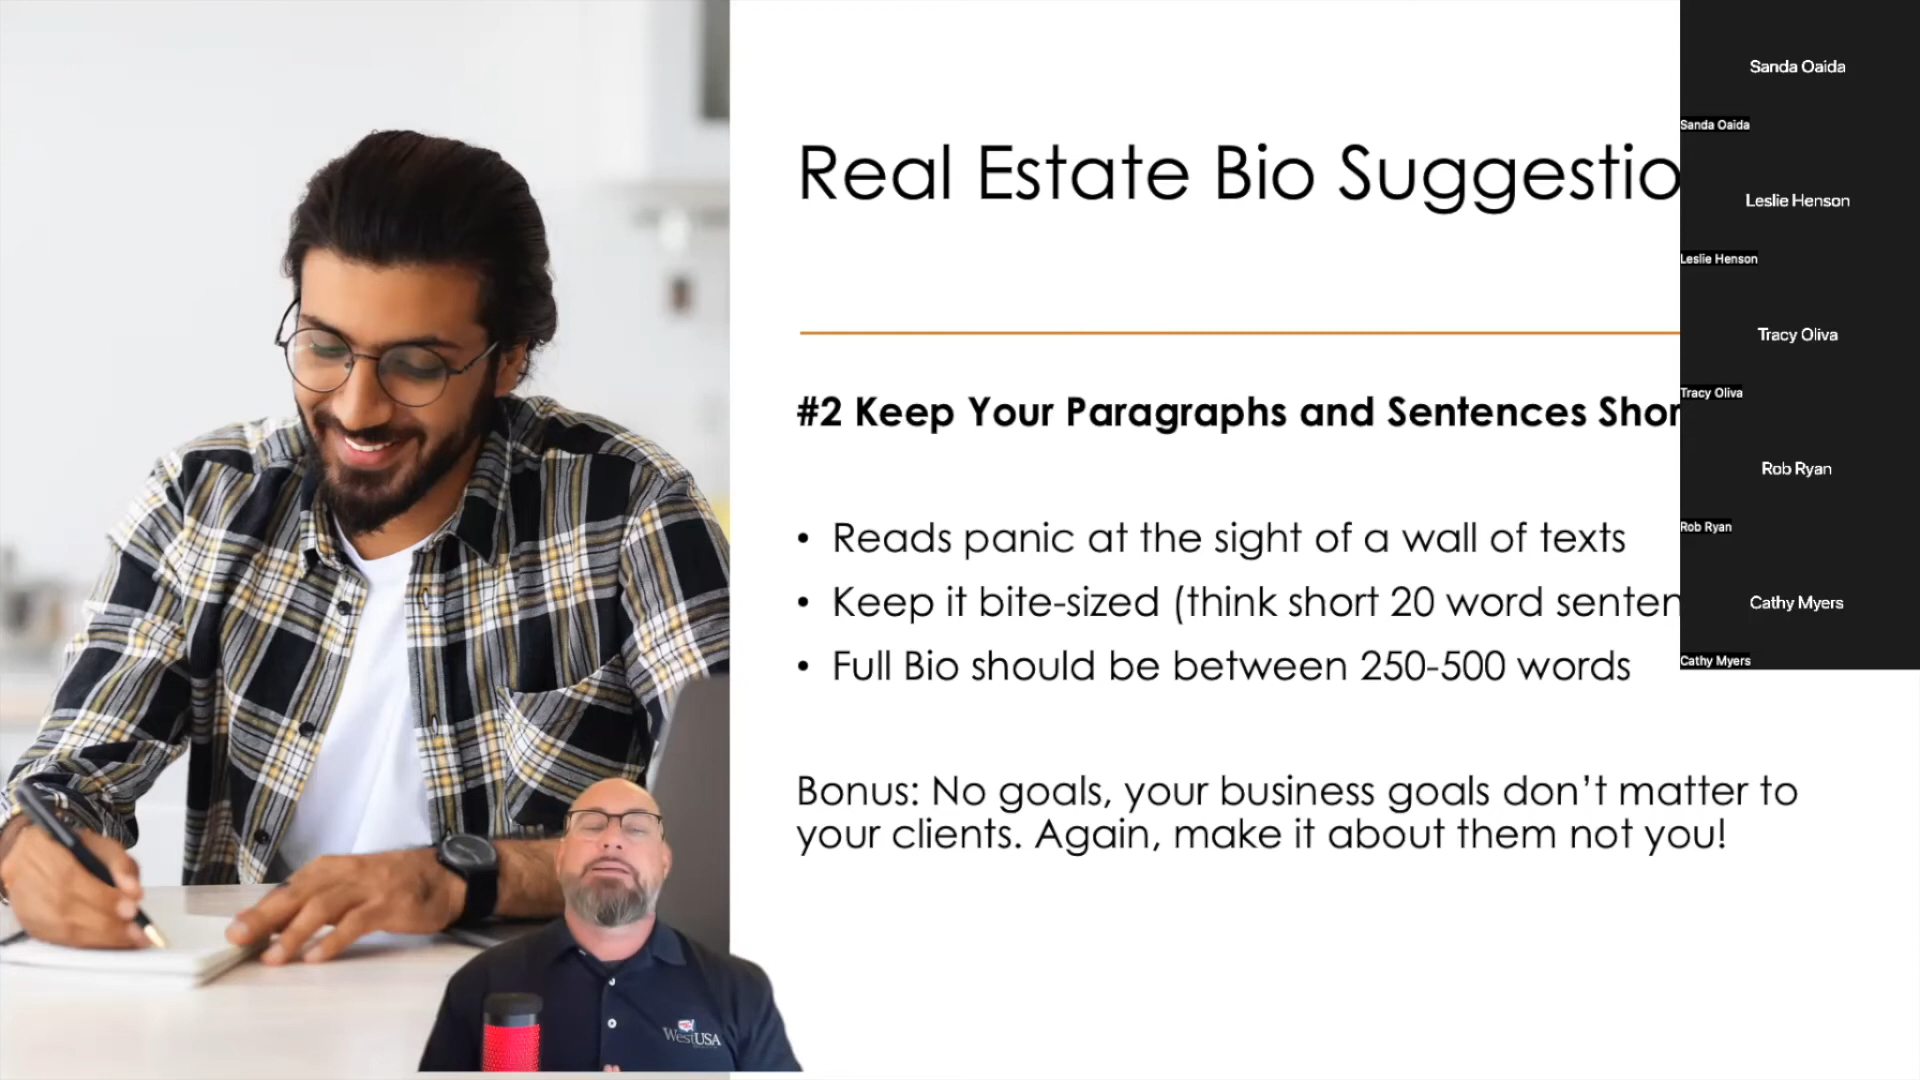 Real Estate Bio Suggestio
#2 Keep Your Paragraphs and Sentences Shor
• Reads panic at the sight of a wall of texts
• Keep it bite-sized (think short 20 word senten
• Full Bio should be between 250-500 words
Bonus: No goals, your business goals don’t matter to
your clients. Again, make it about them not you!
WestUSA
Sanda Oaida
Sanda Oaida
Leslie Henson
Leslie Henson
Tracy Oliva
Tracy Oliva
Rob Ryan
Rob Ryan
Cathy Myers
Cathy Myers